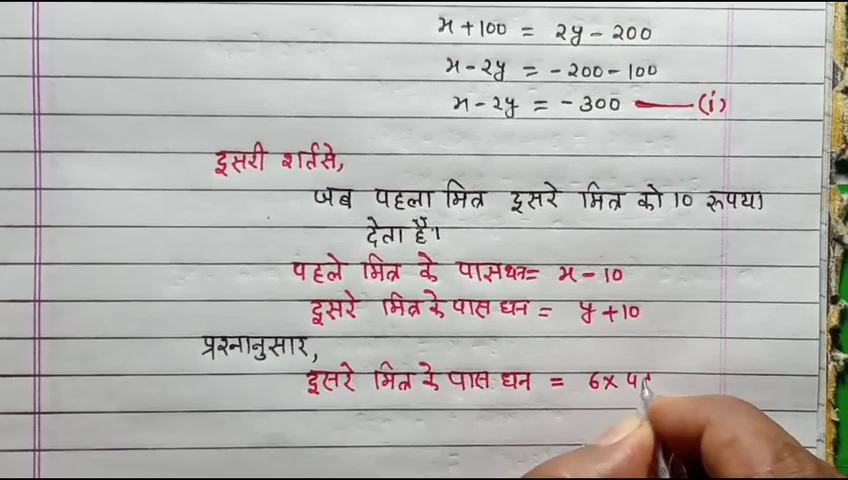 x + 100 = 2y - 200
x - 2y = - 200 - 100
x - 2y = - 300 —— (i)
दुसरी शर्तसे,
जब पहला मित्र दुसरे मित्र को 10 रूपया
देता हैं।
पहले मित्र के पास धन = x - 10
दुसरे मित्र के पास धन = y + 10
प्रश्नानुसार,
दुसरे मित्र के पास धन = 6 x